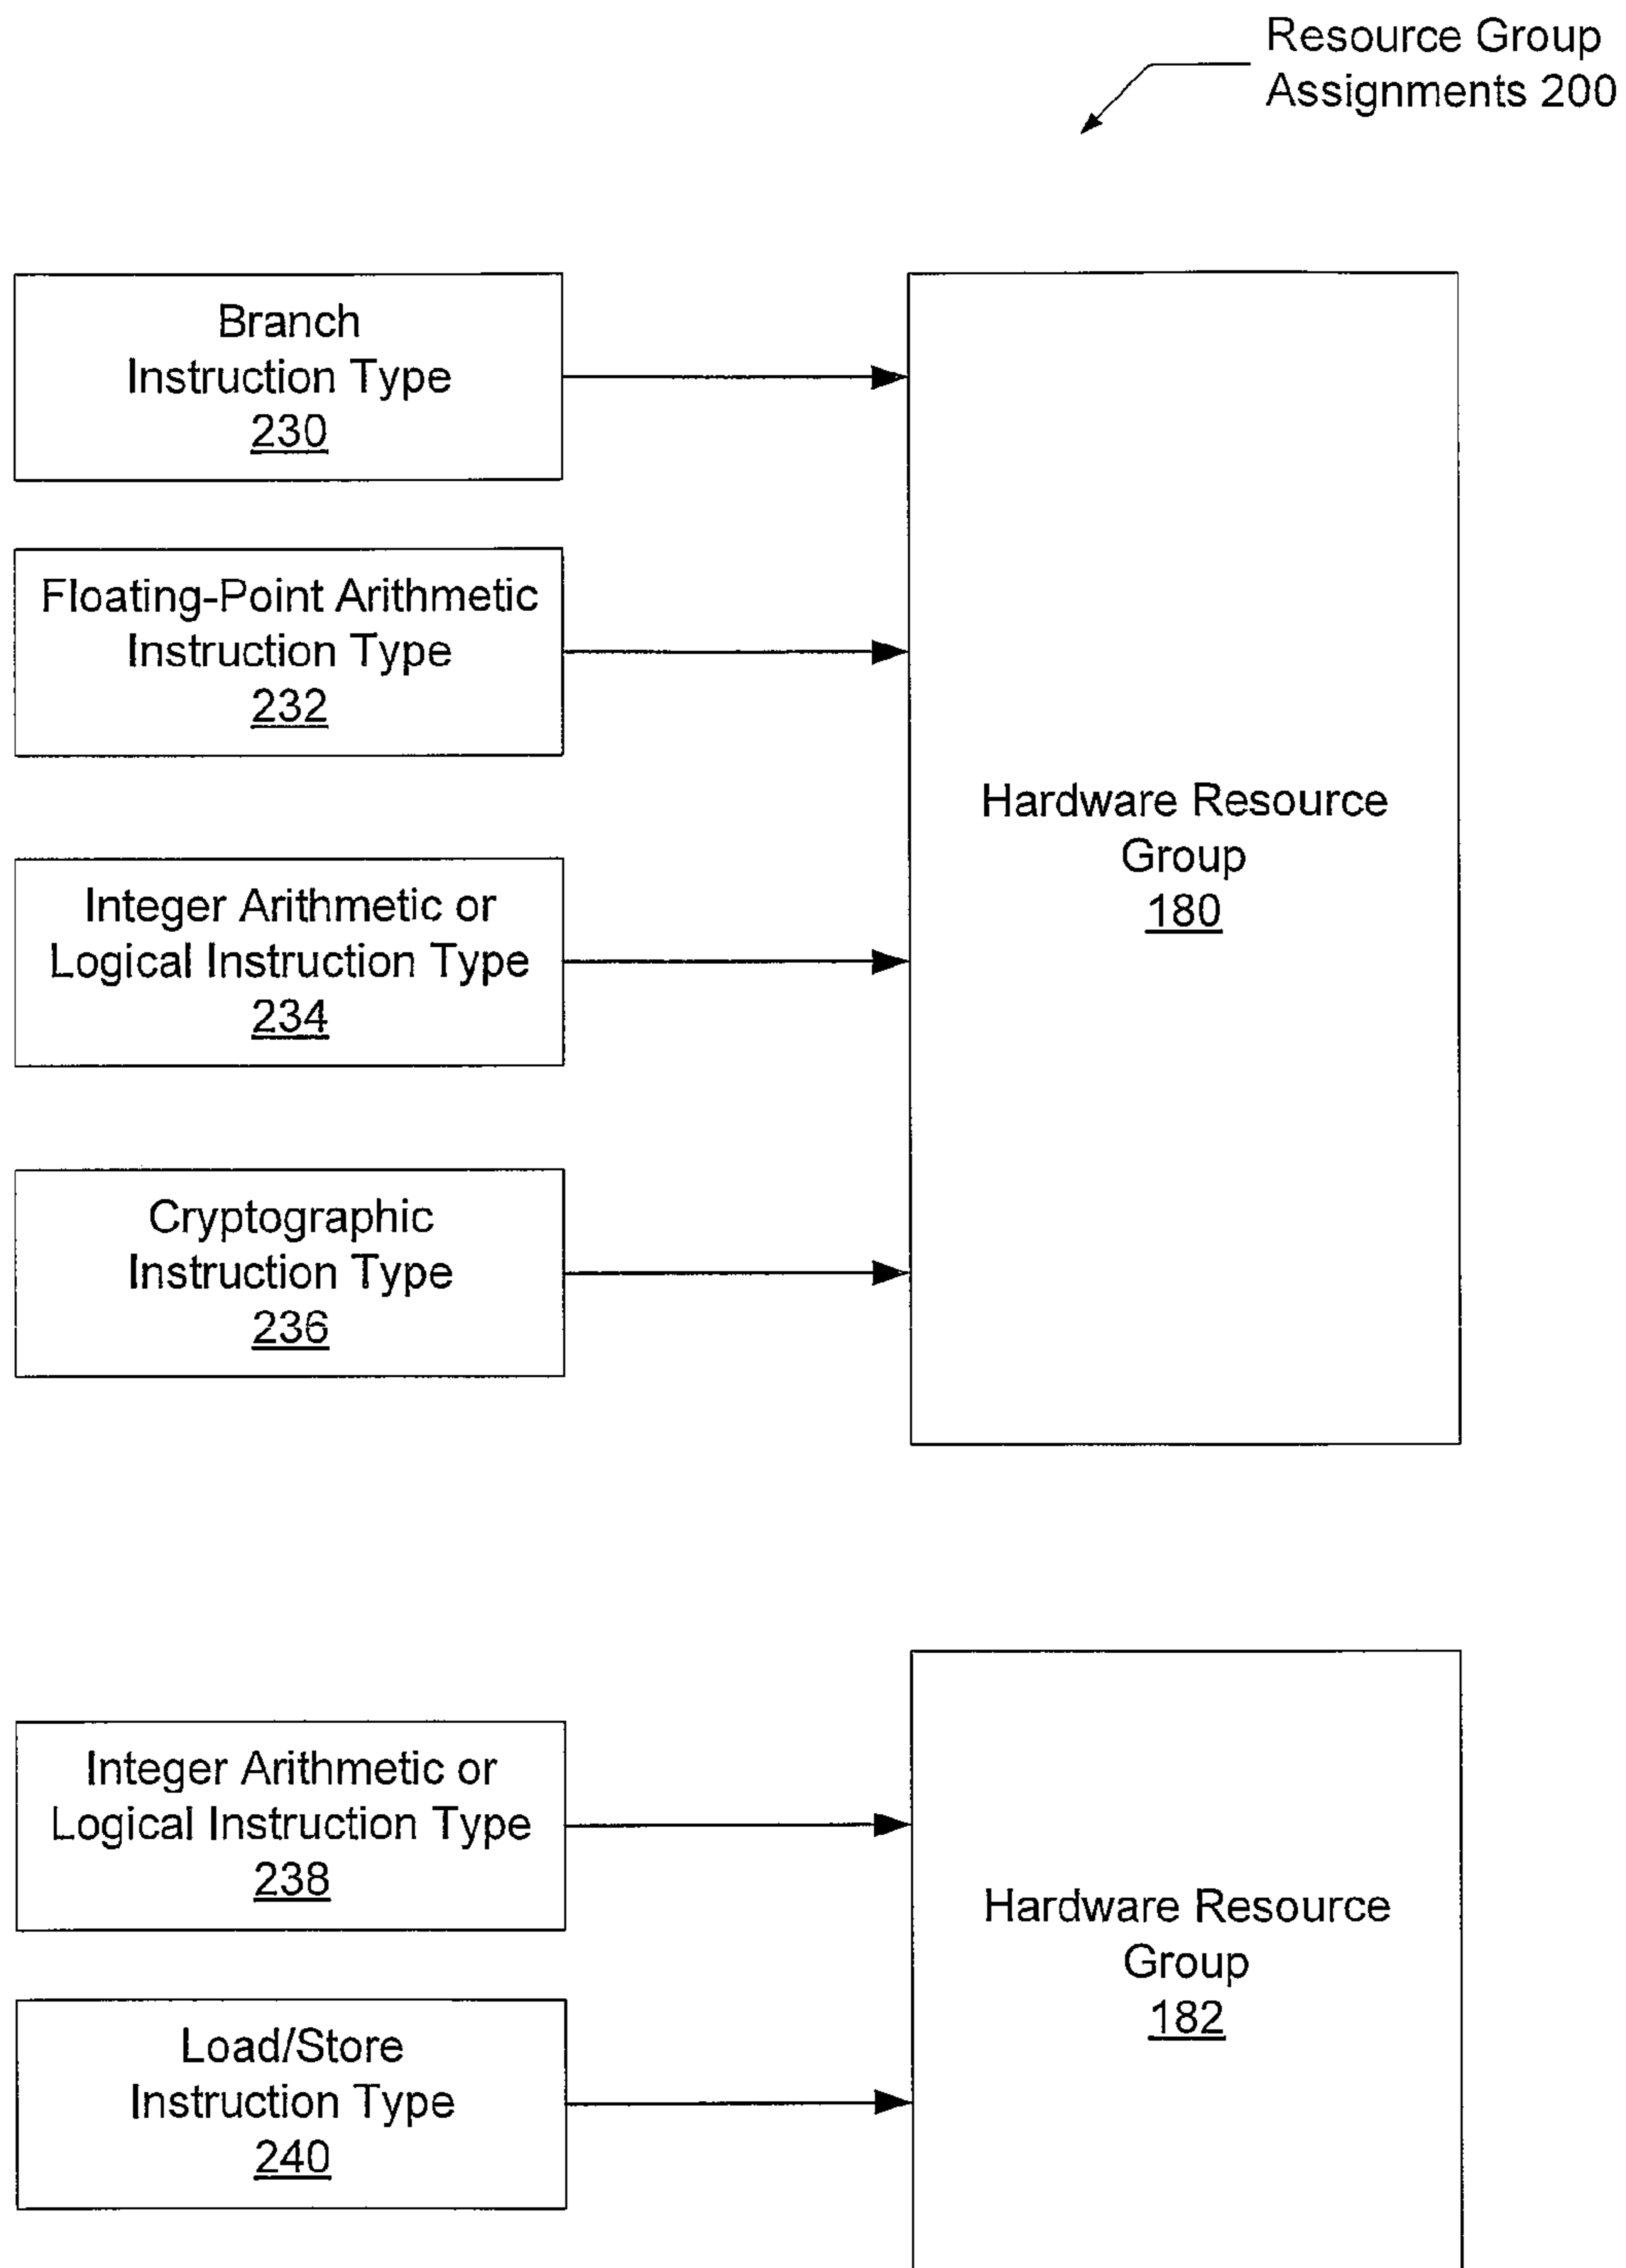 Resource Group
Assignments 200
Branch
Instruction Type
230
Floating-Point Arithmetic
Instruction Type
232
Integer Arithmetic or
Logical Instruction Type
234
Cryptographic
Instruction Type
236
Hardware Resource
Group
180
Integer Arithmetic or
Logical Instruction Type
238
Load/Store
Instruction Type
240
Hardware Resource
Group
182